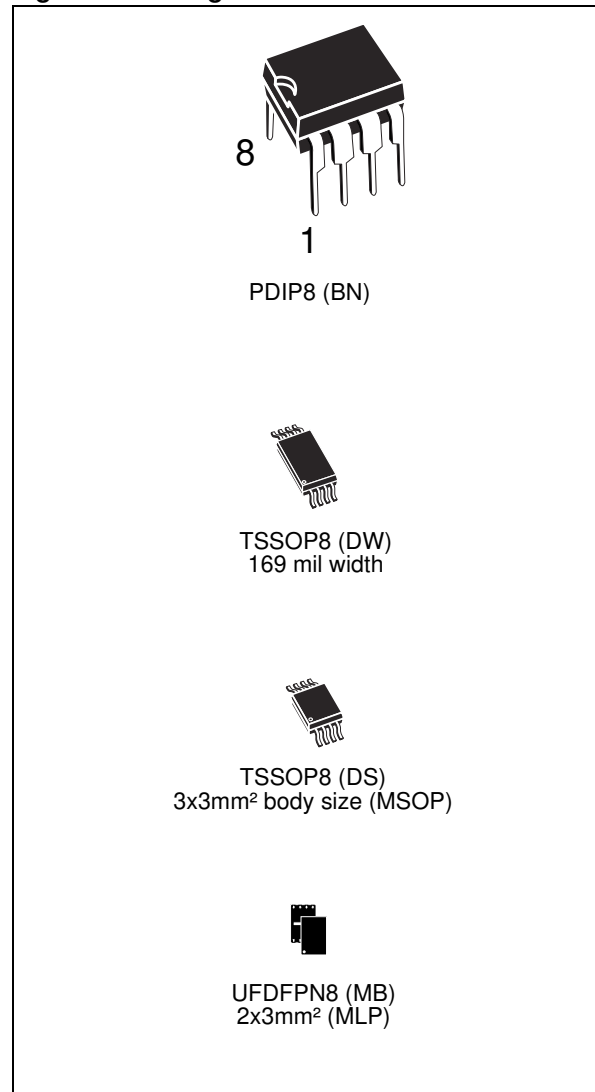 8
1
PDIP8 (BN)
TSSOP8 (DW)
169 mil width
TSSOP8 (DS)
3x3mm² body size (MSOP)
UFDFPN8 (MB)
2x3mm² (MLP)